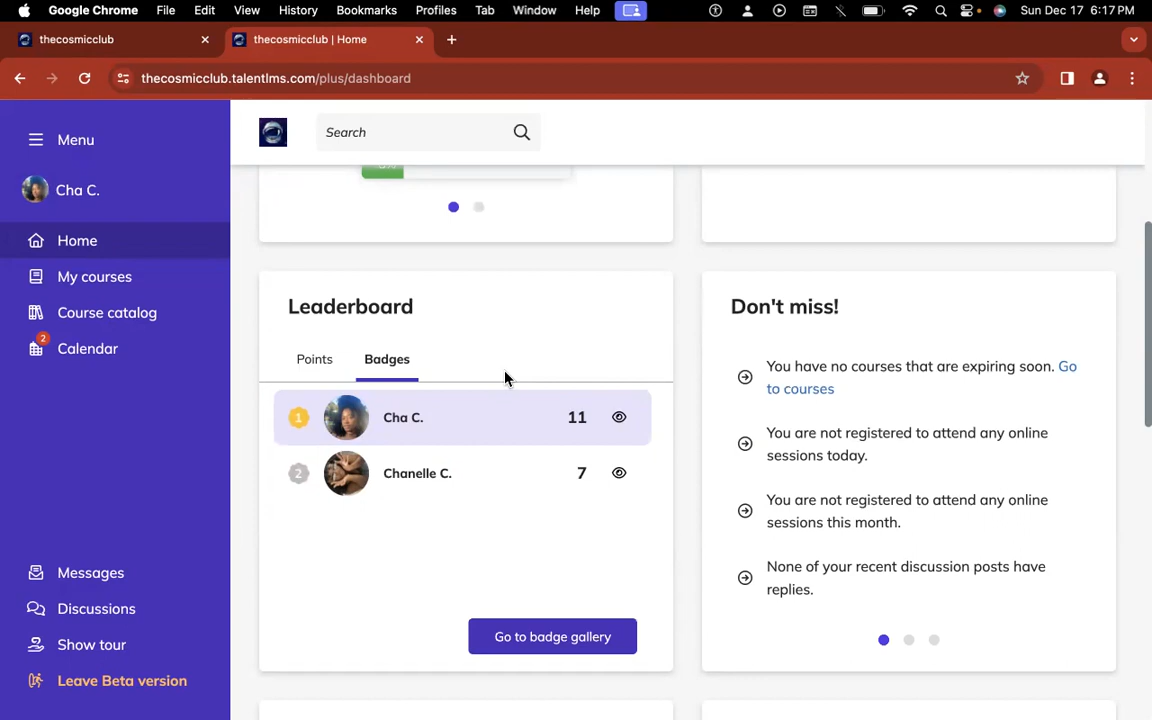 Google Chrome File Edit View History Bookmarks Profiles Tab Window Help Sun Dec 17 6:17 PM
thecosmicclub thecosmicclub | Home
thecosmicclub.talentlms.com/plus/dashboard
Menu
Search
Cha C.
Home
My courses
Course catalog
2
Calendar
Messages
Discussions
Show tour
Leave Beta version
Leaderboard
Points Badges
1 Cha C. 11
2 Chanelle C. 7
Go to badge gallery
Don't miss!
You have no courses that are expiring soon. Go
to courses
You are not registered to attend any online
sessions today.
You are not registered to attend any online
sessions this month.
None of your recent discussion posts have
replies.